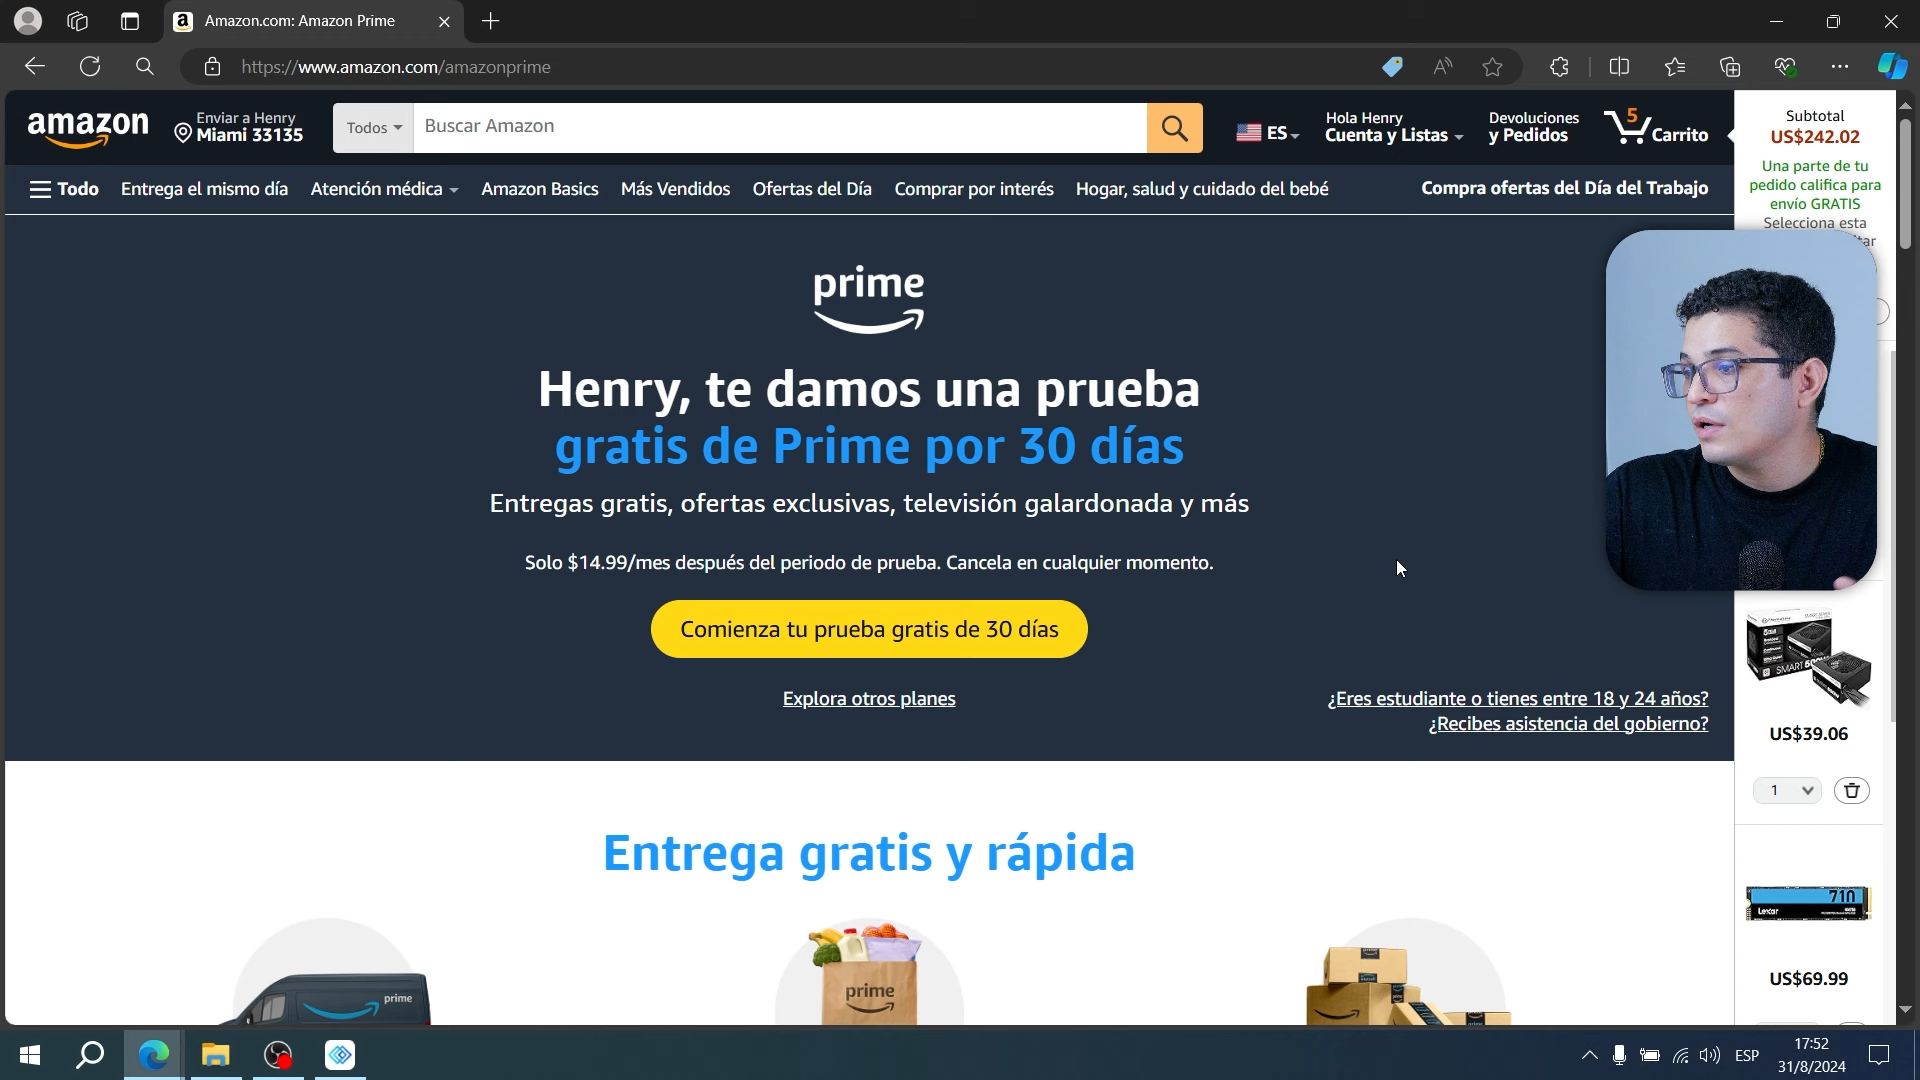 Amazon.com: Amazon Prime
https://www.amazon.com/amazonprime
amazon
Enviar a Henry
Miami 33135
Todos
Buscar Amazon
ES
Hola Henry
Cuenta y Listas
Devoluciones
y Pedidos
5
Carrito
Subtotal
US$242.02
Una parte de tu
pedido califica para
envío GRATIS
Selecciona esta
Todo
Entrega el mismo día
Atención médica
Amazon Basics
Más Vendidos
Ofertas del Día
Comprar por interés
Hogar, salud y cuidado del bebé
Compra ofertas del Día del Trabajo
prime
Henry, te damos una prueba
gratis de Prime por 30 días
Entregas gratis, ofertas exclusivas, televisión galardonada y más
Solo $14.99/mes después del periodo de prueba. Cancela en cualquier momento.
Comienza tu prueba gratis de 30 días
Explora otros planes
¿Eres estudiante o tienes entre 18 y 24 años?
¿Recibes asistencia del gobierno?
SMART
US$39.06
1
Entrega gratis y rápida
prime
prime
710
Lexar
US$69.99
ESP
17:52
31/8/2024